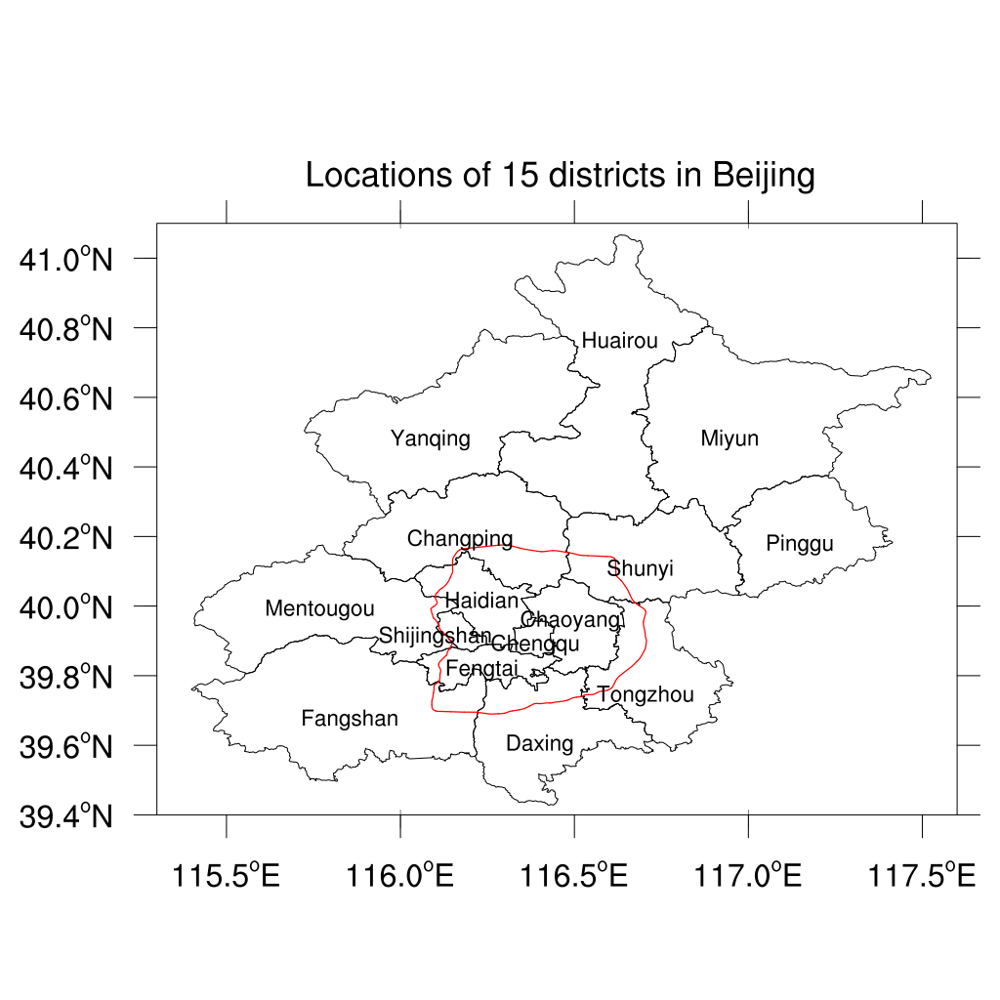 Locations of 15 districts in Beijing
41.0°N
40.8°N
40.6°N
40.4°N
40.2°N
40.0°N
39.8°N
39.6°N
39.4°N
Huairou
Yanqing
Miyun
Changping
Pinggu
Shunyi
Haidian
Mentougou
Chaoyang
Shijingshan
Chengqu
Fengtai
Tongzhou
Fangshan
Daxing
115.5°E
116.0°E
116.5°E
117.0°E
117.5°E